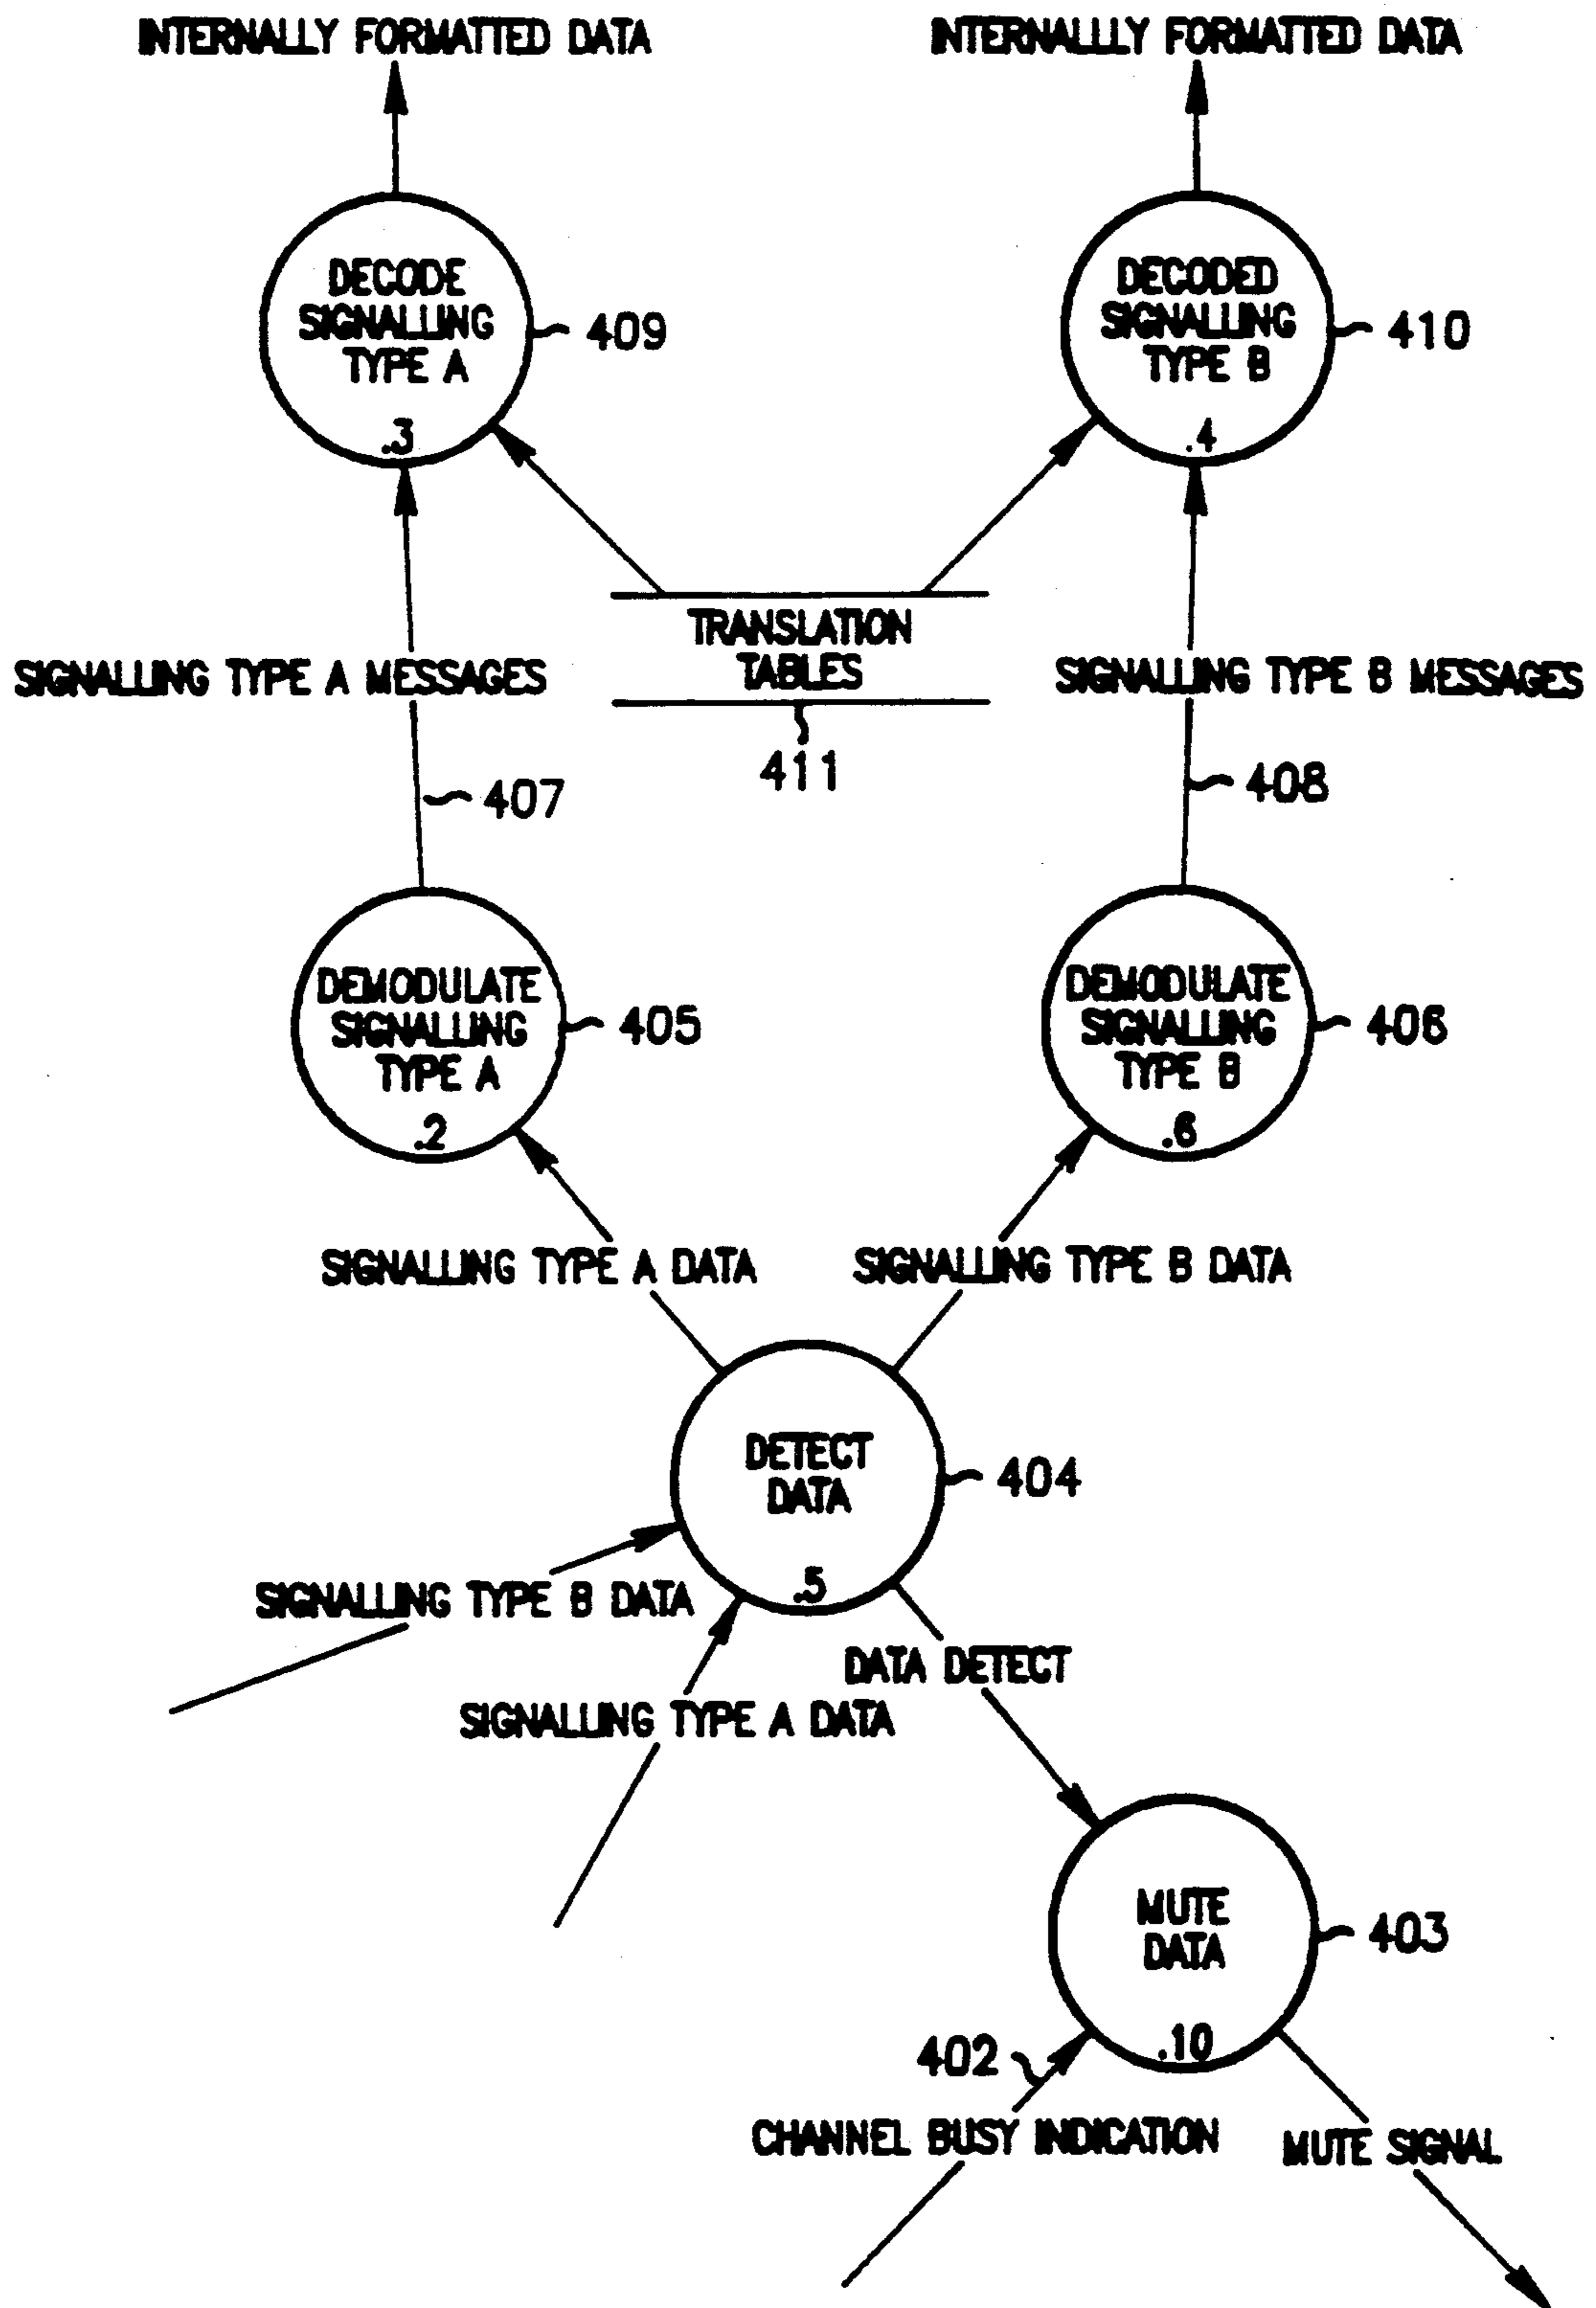 INTERNALLY FORMATTED DATA
INTERNALLLY FORMATTED DATA
DECODE
SIGNALLING
TYPE A
.3
409
DECODED
SIGNALLING
TYPE B
.4
410
TRANSLATION
TABLES
411
SIGNALLING TYPE A MESSAGES
SIGNALLING TYPE B MESSAGES
407
408
DEMODULATE
SIGNALLING
TYPE A
.2
405
DEMODULATE
SIGNALLING
TYPE B
.6
406
SIGNALLING TYPE A DATA
SIGNALLING TYPE B DATA
DETECT
DATA
.5
404
SIGNALLING TYPE B DATA
DATA DETECT
SIGNALLING TYPE A DATA
MUTE
DATA
.10
403
402
CHANNEL BUSY INDICATION
MUTE SIGNAL